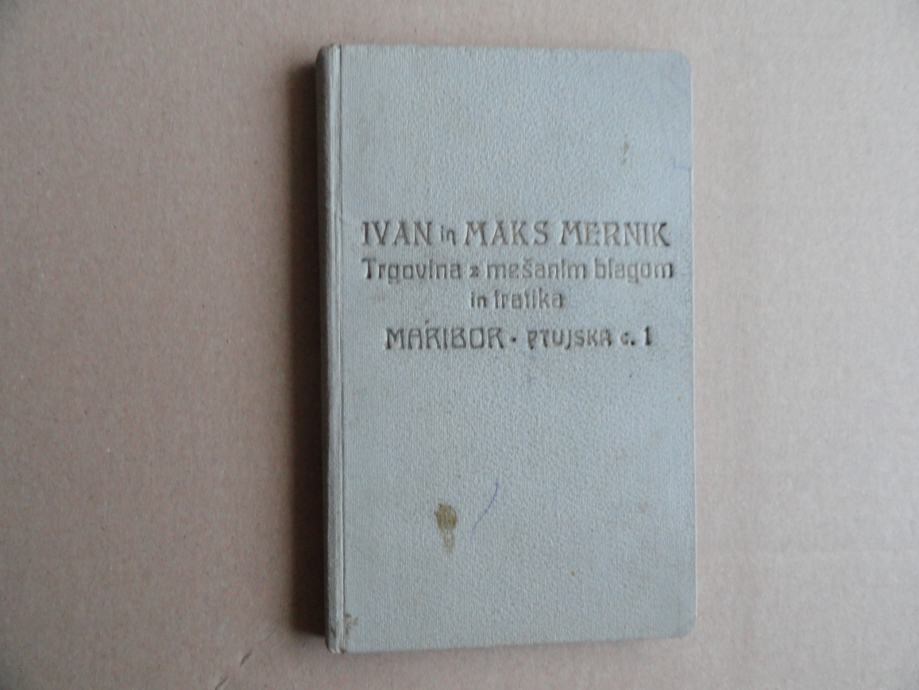 IVAN in MAKS MERNIK
Trgovina z mešanim blagom
in trafika
MARIBOR • PTUJSKA c. 1